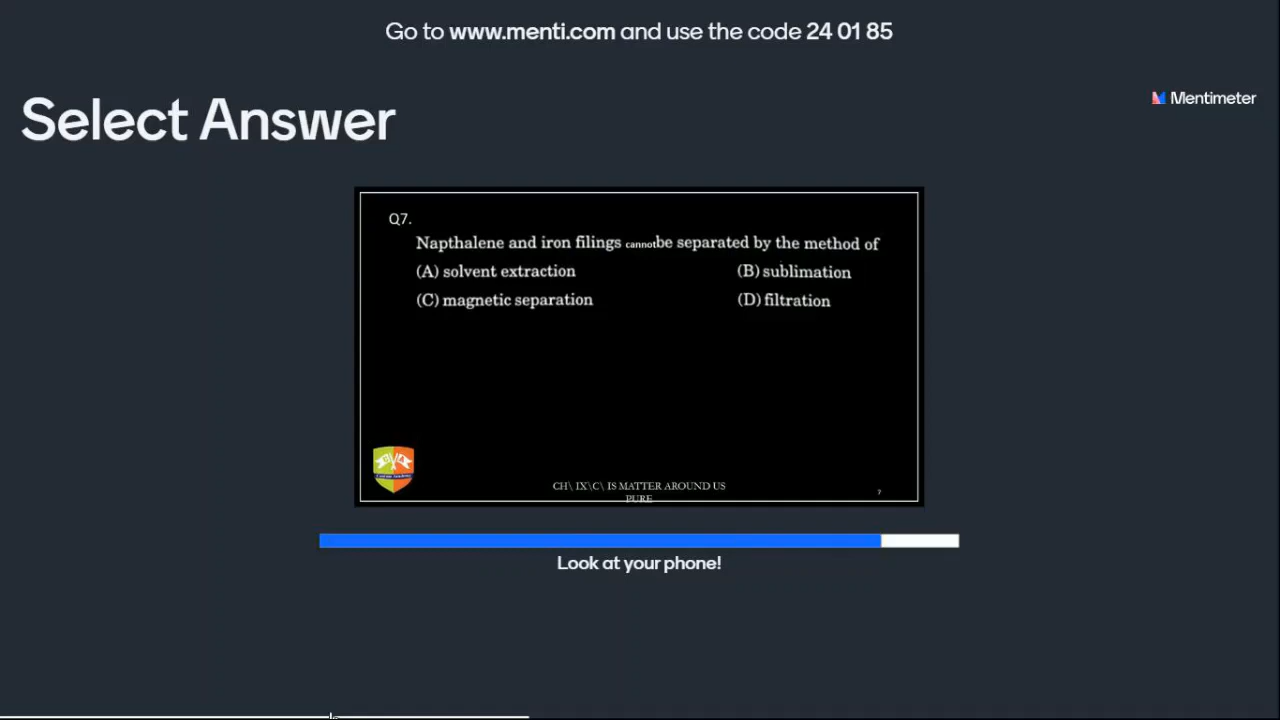 Go to www.menti.com and use the code 24 01 85
Select Answer
Mentimeter
Q7.
Napthalene and iron filings cannotbe separated by the method of
(A) solvent extraction (B) sublimation
(C) magnetic separation (D) filtration
CH\ IX\C\ IS MATTER AROUND US
PURE
7
Look at your phone!